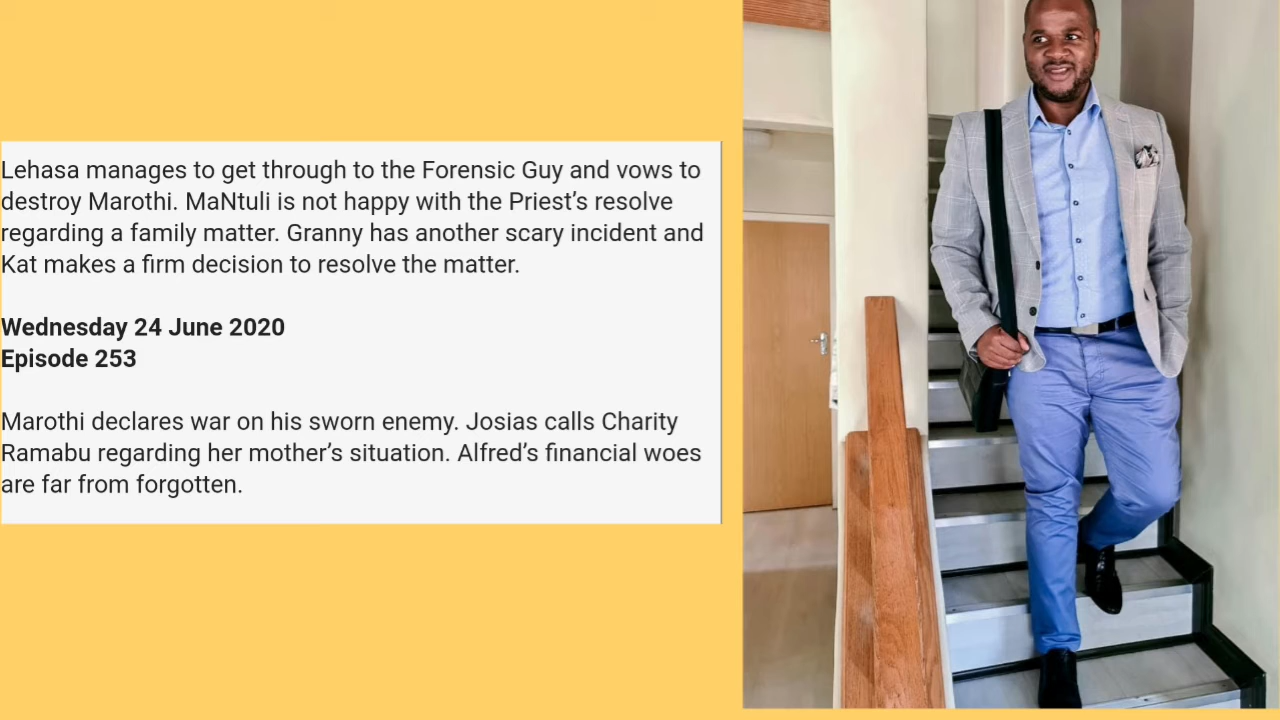 Lehasa manages to get through to the Forensic Guy and vows to
destroy Marothi. MaNtuli is not happy with the Priest’s resolve
regarding a family matter. Granny has another scary incident and
Kat makes a firm decision to resolve the matter.
Wednesday 24 June 2020
Episode 253
Marothi declares war on his sworn enemy. Josias calls Charity
Ramabu regarding her mother’s situation. Alfred’s financial woes
are far from forgotten.